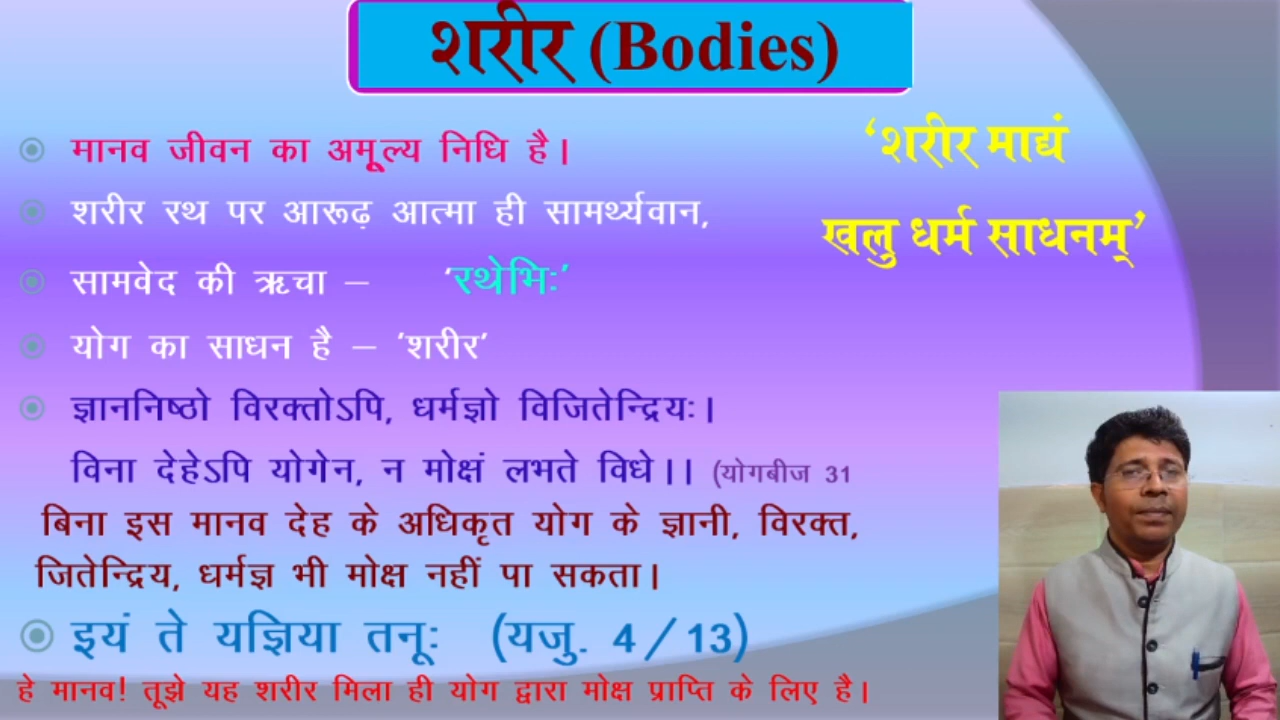 शरीर (Bodies)
मानव जीवन का अमूल्य निधि है।
शरीर रथ पर आरूढ़ आत्मा ही सामर्थ्यवान,
सामवेद की ऋचा – ‘रथेभिः’
योग का साधन है – ‘शरीर’
ज्ञाननिष्ठो विरक्तोऽपि, धर्मज्ञो विजितेन्द्रियः।
विना देहेऽपि योगेन, न मोक्षं लभते विधे।। (योगबीज 31
बिना इस मानव देह के अधिकृत योग के ज्ञानी, विरक्त,
जितेन्द्रिय, धर्मज्ञ भी मोक्ष नहीं पा सकता।
इयं ते यज्ञिया तनूः (यजु. 4/13)
हे मानव! तूझे यह शरीर मिला ही योग द्वारा मोक्ष प्राप्ति के लिए है।
‘शरीर माद्यं
खलु धर्म साधनम्’